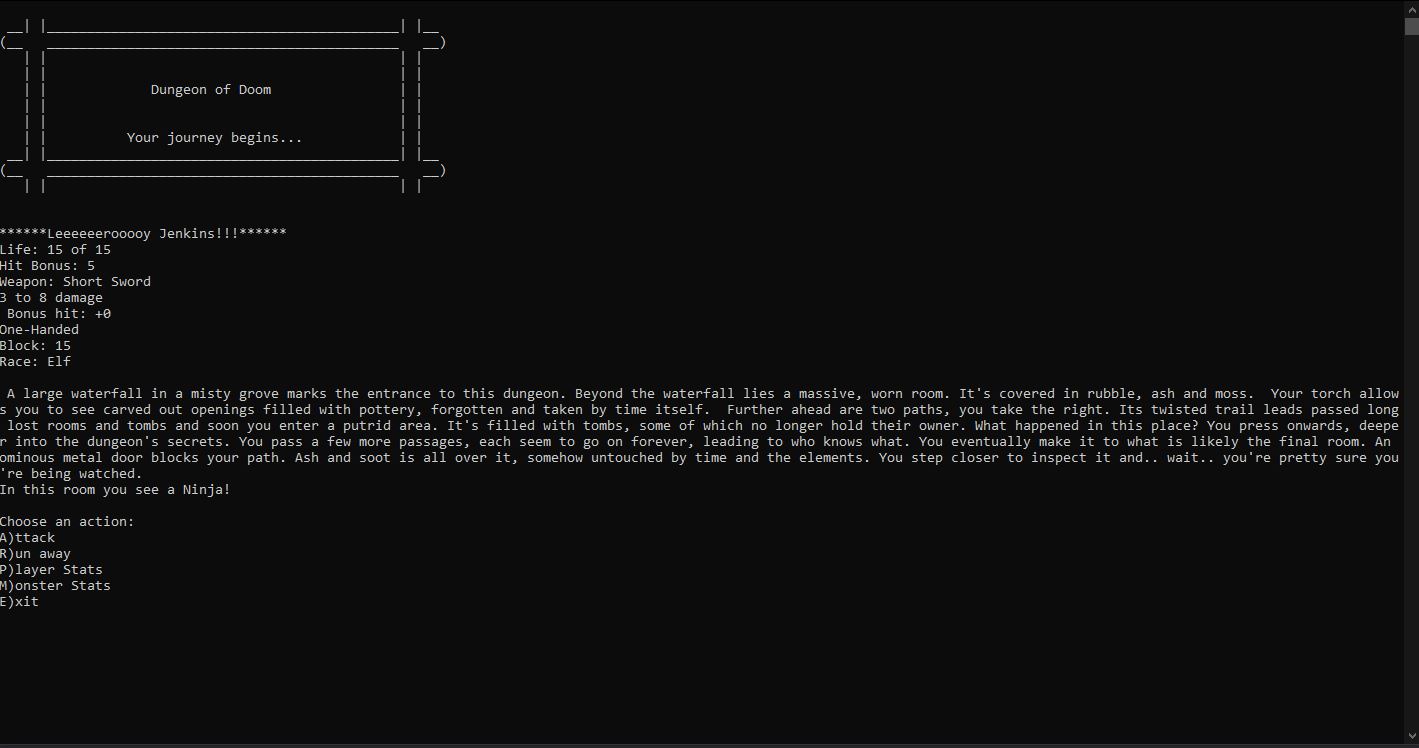 Dungeon of Doom
Your journey begins...
******Leeeeeerooooy Jenkins!!!******
Life: 15 of 15
Hit Bonus: 5
Weapon: Short Sword
3 to 8 damage
Bonus hit: +0
One-Handed
Block: 15
Race: Elf
A large waterfall in a misty grove marks the entrance to this dungeon. Beyond the waterfall lies a massive, worn room. It's covered in rubble, ash and moss.  Your torch allow
s you to see carved out openings filled with pottery, forgotten and taken by time itself.  Further ahead are two paths, you take the right. Its twisted trail leads passed long
lost rooms and tombs and soon you enter a putrid area. It's filled with tombs, some of which no longer hold their owner. What happened in this place? You press onwards, deepe
r into the dungeon's secrets. You pass a few more passages, each seem to go on forever, leading to who knows what. You eventually make it to what is likely the final room. An
ominous metal door blocks your path. Ash and soot is all over it, somehow untouched by time and the elements. You step closer to inspect it and.. wait.. you're pretty sure you
're being watched.
In this room you see a Ninja!
Choose an action:
A)ttack
R)un away
P)layer Stats
M)onster Stats
E)xit